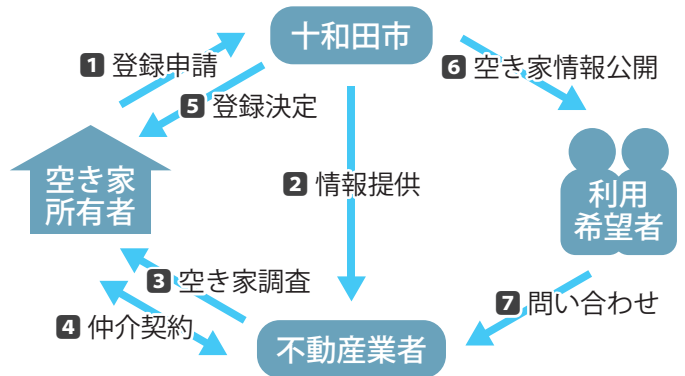 十和田市
1 登録申請
6 空き家情報公開
5 登録決定
空き家
所有者
2 情報提供
利用
希望者
3 空き家調査
7 問い合わせ
4 仲介契約
不動産業者